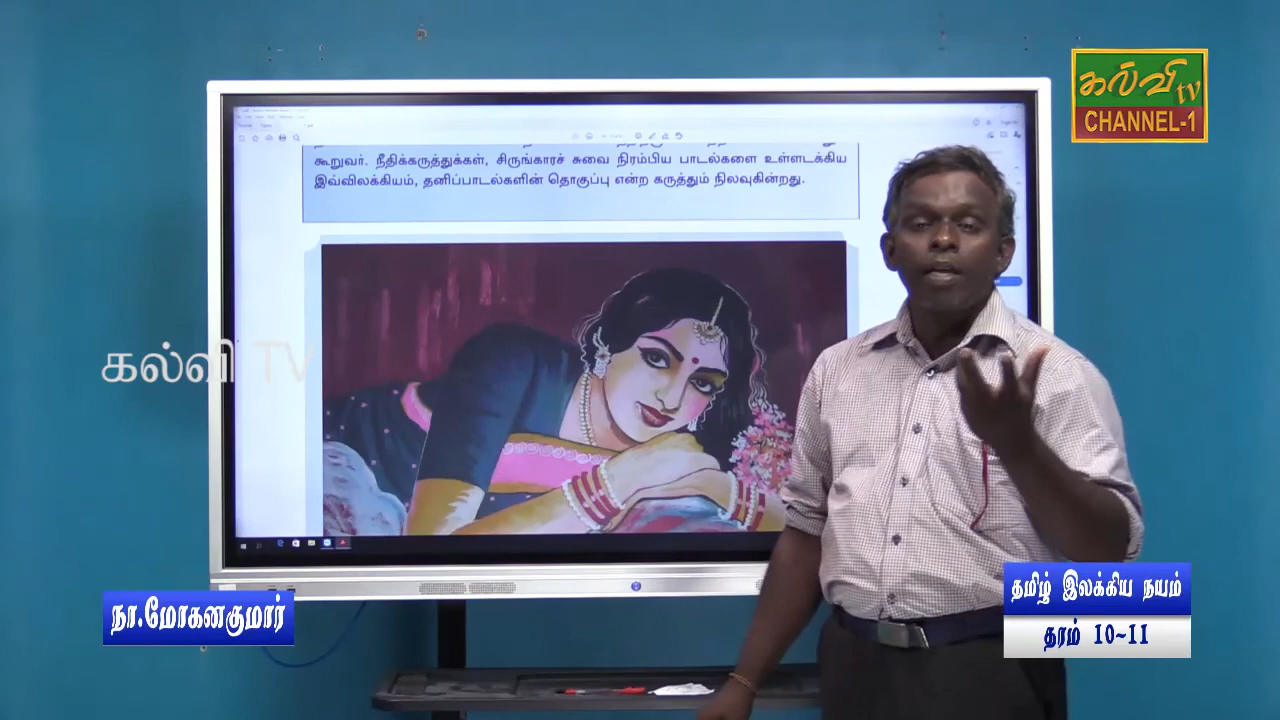 கல்வி
tv
CHANNEL-1
கூறுவர். நீதிக்கருத்துக்கள், சிருங்காரச் சுவை நிரம்பிய பாடல்களை உள்ளடக்கிய
இவ்விலக்கியம், தனிப்பாடல்களின் தொகுப்பு என்ற கருத்தும் நிலவுகின்றது.
கல்வி TV
நா.மோகனகுமார்
தமிழ் இலக்கிய நயம்
தரம் 10-11